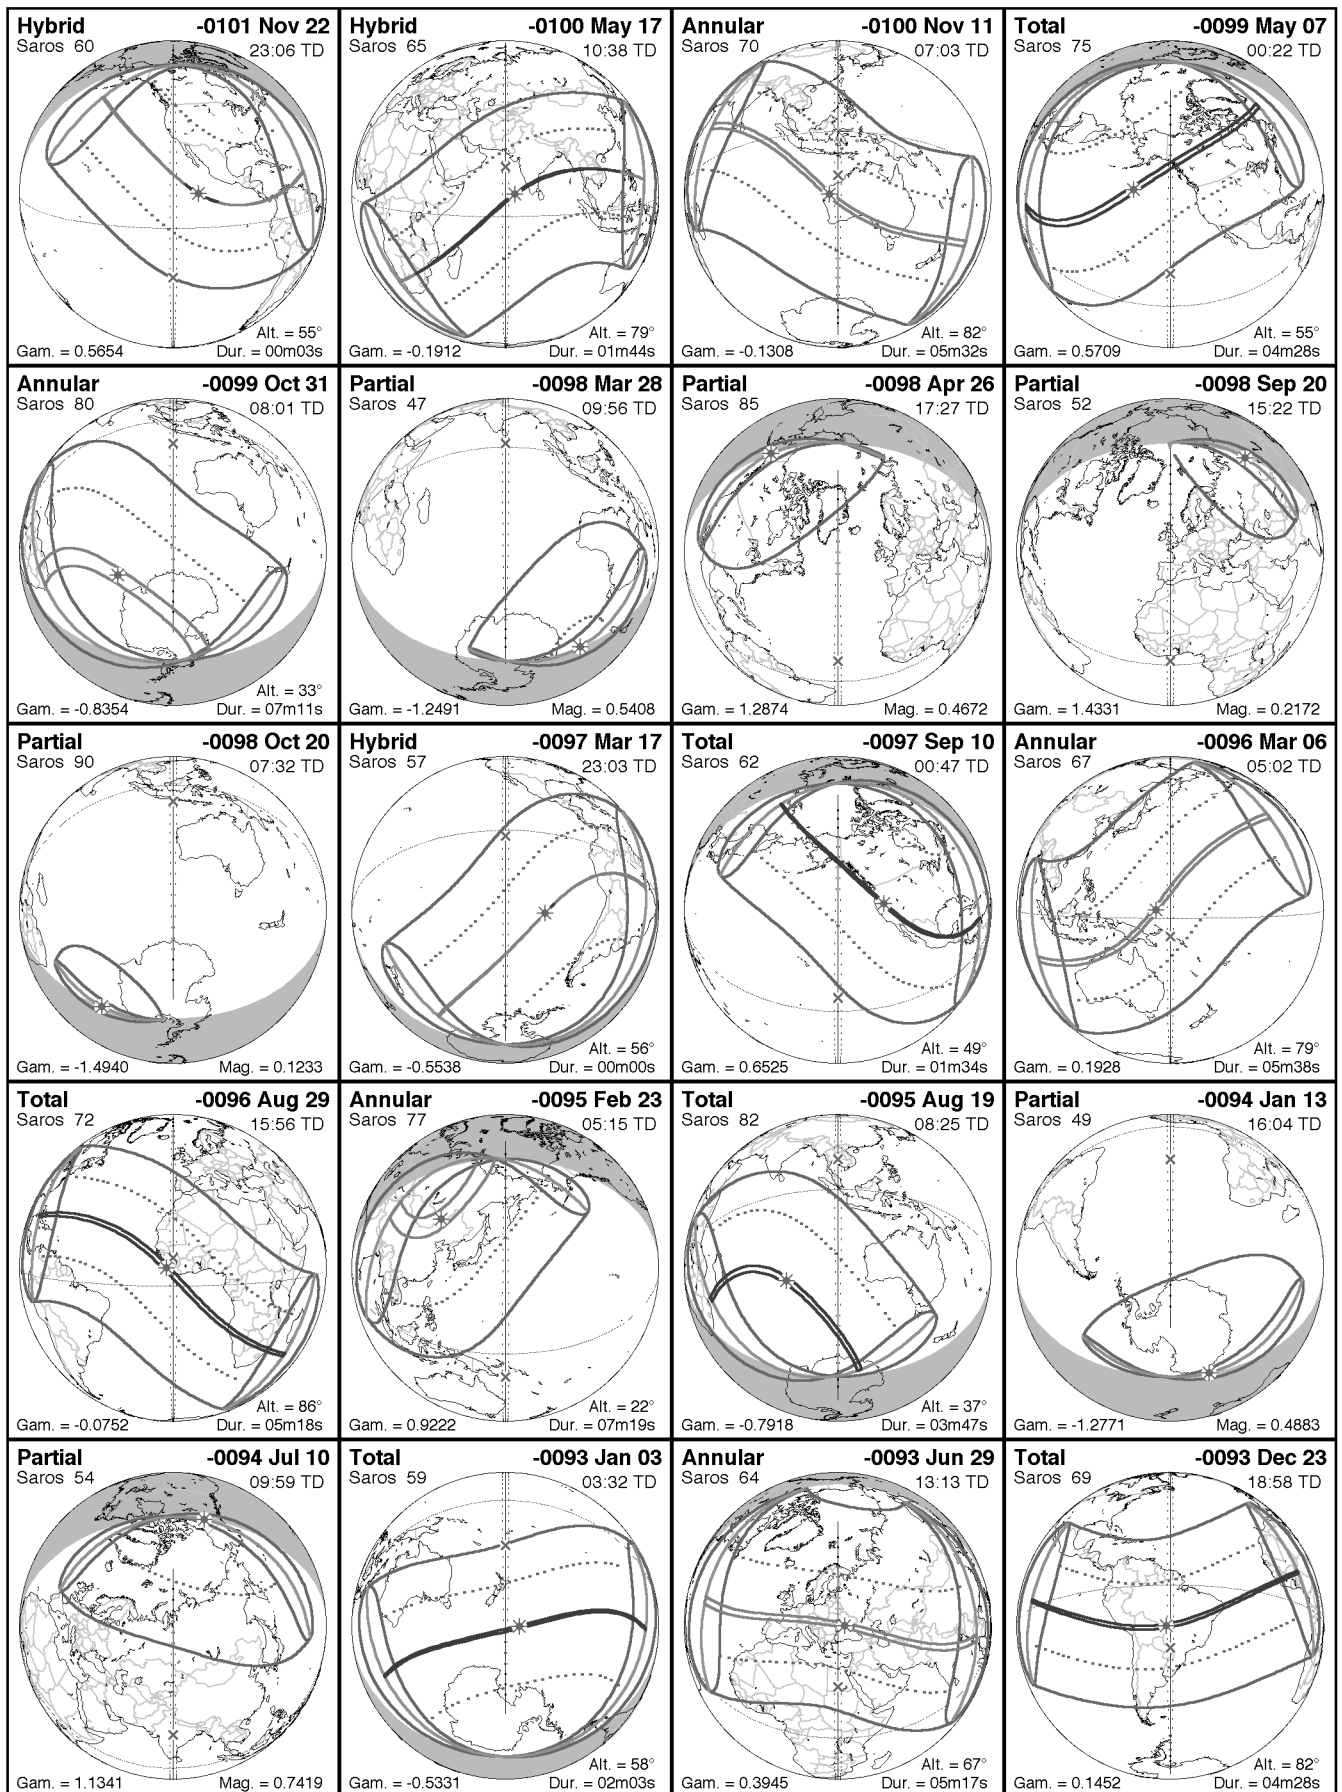 Hybrid -0101 Nov 22
Saros 60 23:06 TD
Alt. = 55°
Gam. = 0.5654 Dur. = 00m03s
Hybrid -0100 May 17
Saros 65 10:38 TD
Alt. = 79°
Gam. = -0.1912 Dur. = 01m44s
Annular -0100 Nov 11
Saros 70 07:03 TD
Alt. = 82°
Gam. = -0.1308 Dur. = 05m32s
Total -0099 May 07
Saros 75 00:22 TD
Alt. = 55°
Gam. = 0.5709 Dur. = 04m28s
Annular -0099 Oct 31
Saros 80 08:01 TD
Alt. = 33°
Gam. = -0.8354 Dur. = 07m11s
Partial -0098 Mar 28
Saros 47 09:56 TD
Gam. = -1.2491 Mag. = 0.5408
Partial -0098 Apr 26
Saros 85 17:27 TD
Gam. = 1.2874 Mag. = 0.4672
Partial -0098 Sep 20
Saros 52 15:22 TD
Gam. = 1.4331 Mag. = 0.2172
Partial -0098 Oct 20
Saros 90 07:32 TD
Gam. = -1.4940 Mag. = 0.1233
Hybrid -0097 Mar 17
Saros 57 23:03 TD
Alt. = 56°
Gam. = -0.5538 Dur. = 00m00s
Total -0097 Sep 10
Saros 62 00:47 TD
Alt. = 49°
Gam. = 0.6525 Dur. = 01m34s
Annular -0096 Mar 06
Saros 67 05:02 TD
Alt. = 79°
Gam. = 0.1928 Dur. = 05m38s
Total -0096 Aug 29
Saros 72 15:56 TD
Alt. = 86°
Gam. = -0.0752 Dur. = 05m18s
Annular -0095 Feb 23
Saros 77 05:15 TD
Alt. = 22°
Gam. = 0.9222 Dur. = 07m19s
Total -0095 Aug 19
Saros 82 08:25 TD
Alt. = 37°
Gam. = -0.7918 Dur. = 03m47s
Partial -0094 Jan 13
Saros 49 16:04 TD
Gam. = -1.2771 Mag. = 0.4883
Partial -0094 Jul 10
Saros 54 09:59 TD
Gam. = 1.1341 Mag. = 0.7419
Total -0093 Jan 03
Saros 59 03:32 TD
Alt. = 58°
Gam. = -0.5331 Dur. = 02m03s
Annular -0093 Jun 29
Saros 64 13:13 TD
Alt. = 67°
Gam. = 0.3945 Dur. = 05m17s
Total -0093 Dec 23
Saros 69 18:58 TD
Alt. = 82°
Gam. = 0.1452 Dur. = 04m28s